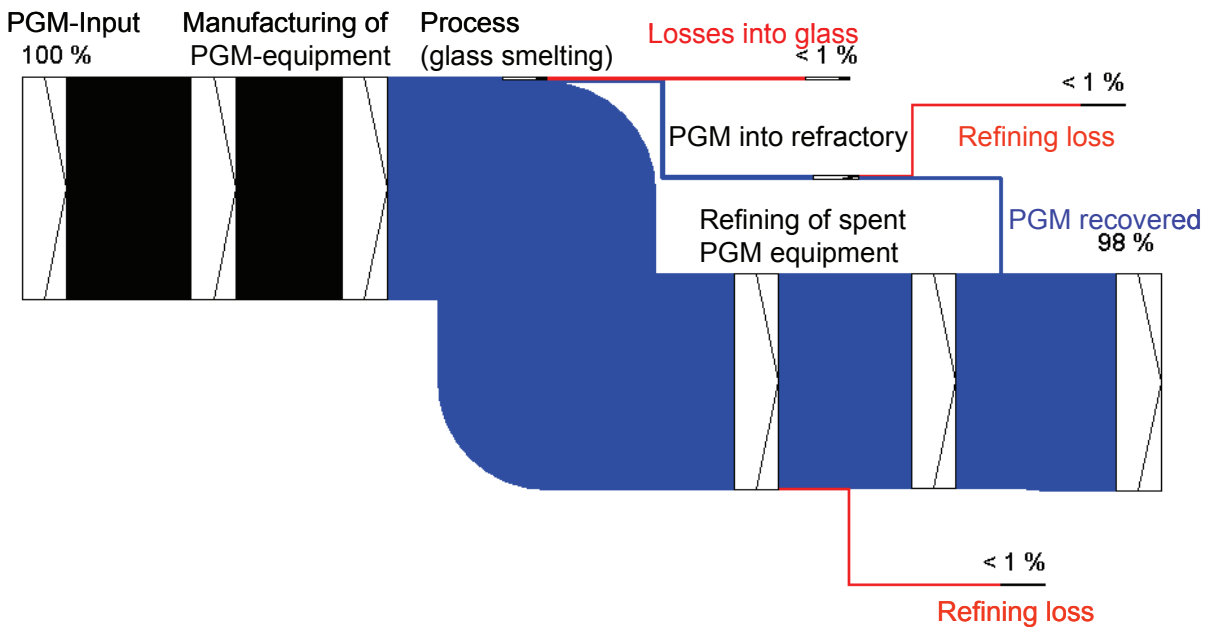 PGM-Input
100 %
Manufacturing of
PGM-equipment
Process
(glass smelting)
Losses into glass
< 1 %
< 1 %
Refining loss
PGM into refractory
Refining of spent
PGM equipment
PGM recovered
98 %
< 1 %
Refining loss